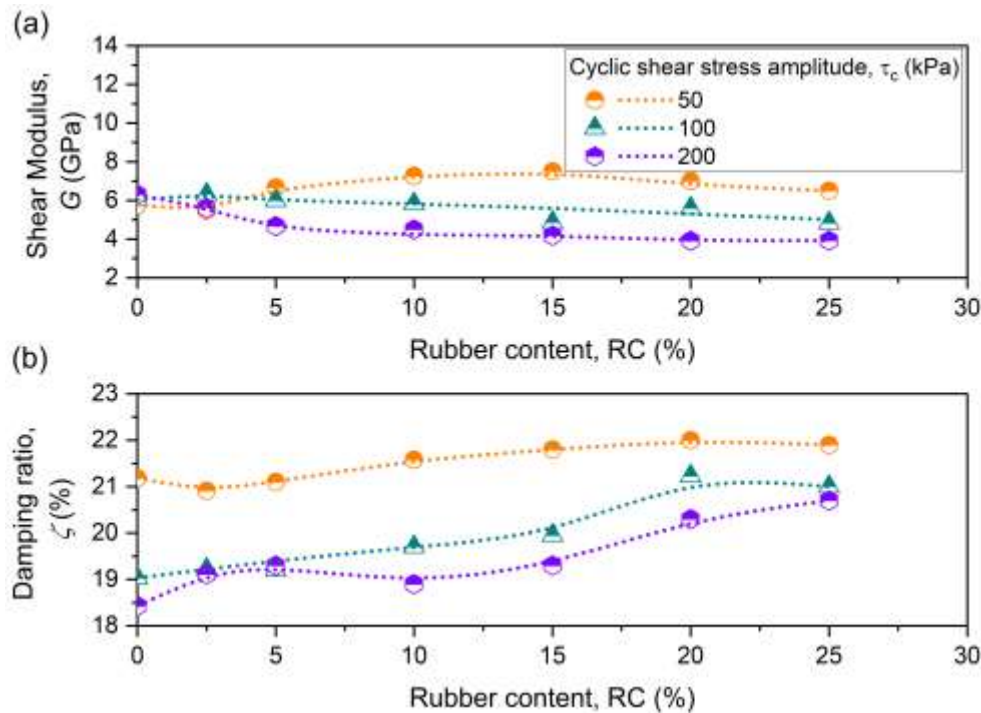 (a)
14
12
10
8
6
4
2
Shear Modulus,
G (GPa)
Cyclic shear stress amplitude, τc (kPa)
50
100
200
0 5 10 15 20 25 30
Rubber content, RC (%)
(b)
23
22
21
20
19
18
Damping ratio,
ζ (%)
0 5 10 15 20 25 30
Rubber content, RC (%)